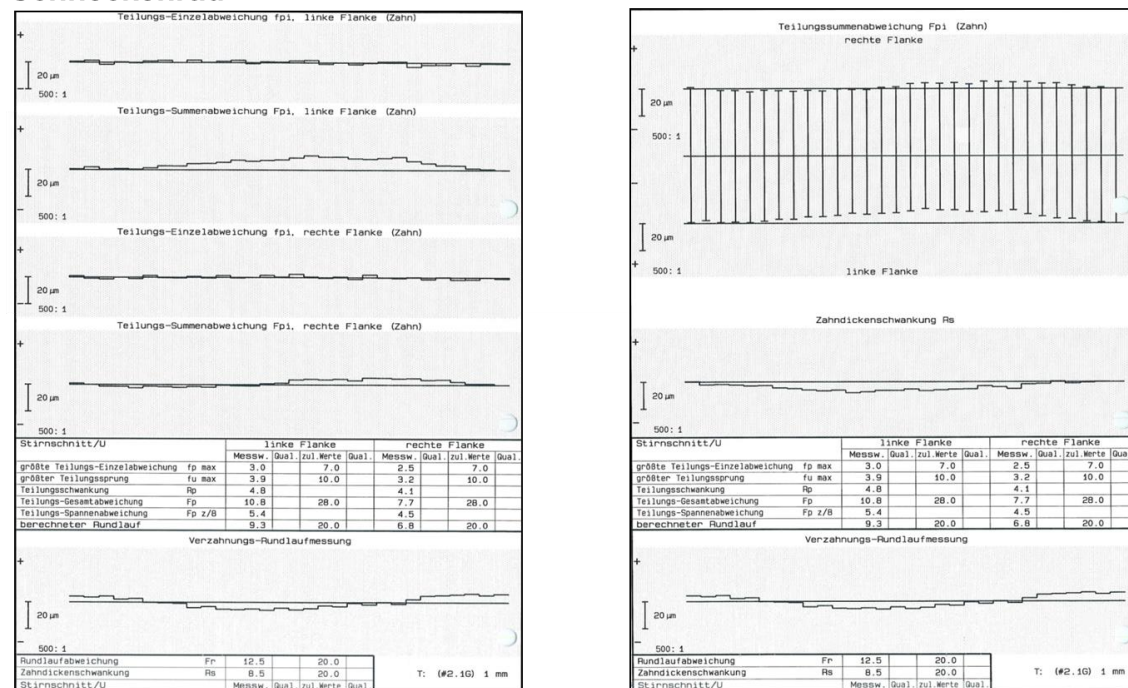 Teilungs-Einzelabweichung fpi, linke Flanke (Zahn)
+
20 µm
–
500: 1
Teilungs-Summenabweichung Fpi, linke Flanke (Zahn)
+
20 µm
–
500: 1
Teilungs-Einzelabweichung fpi, rechte Flanke (Zahn)
+
20 µm
–
500: 1
Teilungs-Summenabweichung Fpi, rechte Flanke (Zahn)
+
20 µm
–
500: 1
Stirnschnitt/U linke Flanke rechte Flanke
Messw. Qual. zul.Werte Qual. Messw. Qual. zul.Werte Qual.
größte Teilungs-Einzelabweichung fp max 3.0 7.0 2.5 7.0
größter Teilungssprung fu max 3.9 10.0 3.2 10.0
Teilungsschwankung Rp 4.8 4.1
Teilungs-Gesamtabweichung Fp 10.8 28.0 7.7 28.0
Teilungs-Spannenabweichung Fp z/8 5.4 4.5
berechneter Rundlauf 9.3 20.0 6.8 20.0
Verzahnungs-Rundlaufmessung
+
20 µm
–
500: 1
Rundlaufabweichung Fr 12.5 20.0
Zahndickenschwankung Rs 8.5 20.0
T: (#2.1G) 1 mm
Stirnschnitt/U Messw. Qual. zul.Werte Qual.
Teilungssummenabweichung Fpi (Zahn)
rechte Flanke
+
20 µm
500: 1
–
–
20 µm
+
500: 1
linke Flanke
Zahndickenschwankung Rs
+
20 µm
–
500: 1
Stirnschnitt/U linke Flanke rechte Flanke
Messw. Qual. zul.Werte Qual. Messw. Qual. zul.Werte
größte Teilungs-Einzelabweichung fp max 3.0 7.0 2.5 7.0
größter Teilungssprung fu max 3.9 10.0 3.2 10.0
Teilungsschwankung Rp 4.8 4.1
Teilungs-Gesamtabweichung Fp 10.8 28.0 7.7 28.0
Teilungs-Spannenabweichung Fp z/8 5.4 4.5
berechneter Rundlauf 9.3 20.0 6.8 20.0
Verzahnungs-Rundlaufmessung
+
20 µm
–
500: 1
Rundlaufabweichung Fr 12.5 20.0
Zahndickenschwankung Rs 8.5 20.0
T: (#2.1G) 1 mm
Stirnschnitt/U Messw. Qual. zul.Werte Qual.